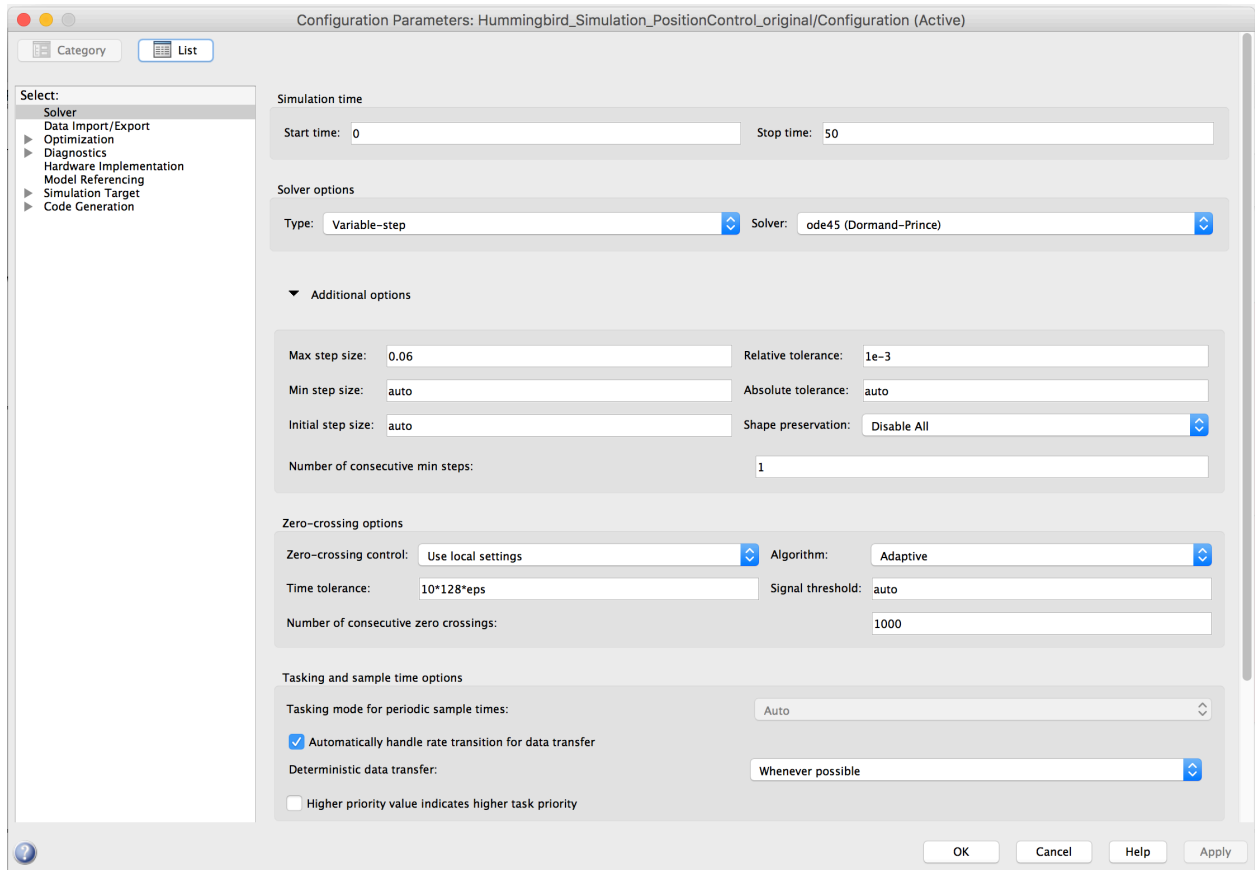 Configuration Parameters: Hummingbird_Simulation_PositionControl_original/Configuration (Active)
Category
List
Select:
Solver
Data Import/Export
Optimization
Diagnostics
Hardware Implementation
Model Referencing
Simulation Target
Code Generation
Simulation time
Start time: 0 Stop time: 50
Solver options
Type: Variable-step Solver: ode45 (Dormand-Prince)
Additional options
Max step size: 0.06 Relative tolerance: 1e-3
Min step size: auto Absolute tolerance: auto
Initial step size: auto Shape preservation: Disable All
Number of consecutive min steps: 1
Zero-crossing options
Zero-crossing control: Use local settings Algorithm: Adaptive
Time tolerance: 10*128*eps Signal threshold: auto
Number of consecutive zero crossings: 1000
Tasking and sample time options
Tasking mode for periodic sample times: Auto
Automatically handle rate transition for data transfer
Deterministic data transfer: Whenever possible
Higher priority value indicates higher task priority
? OK Cancel Help Apply